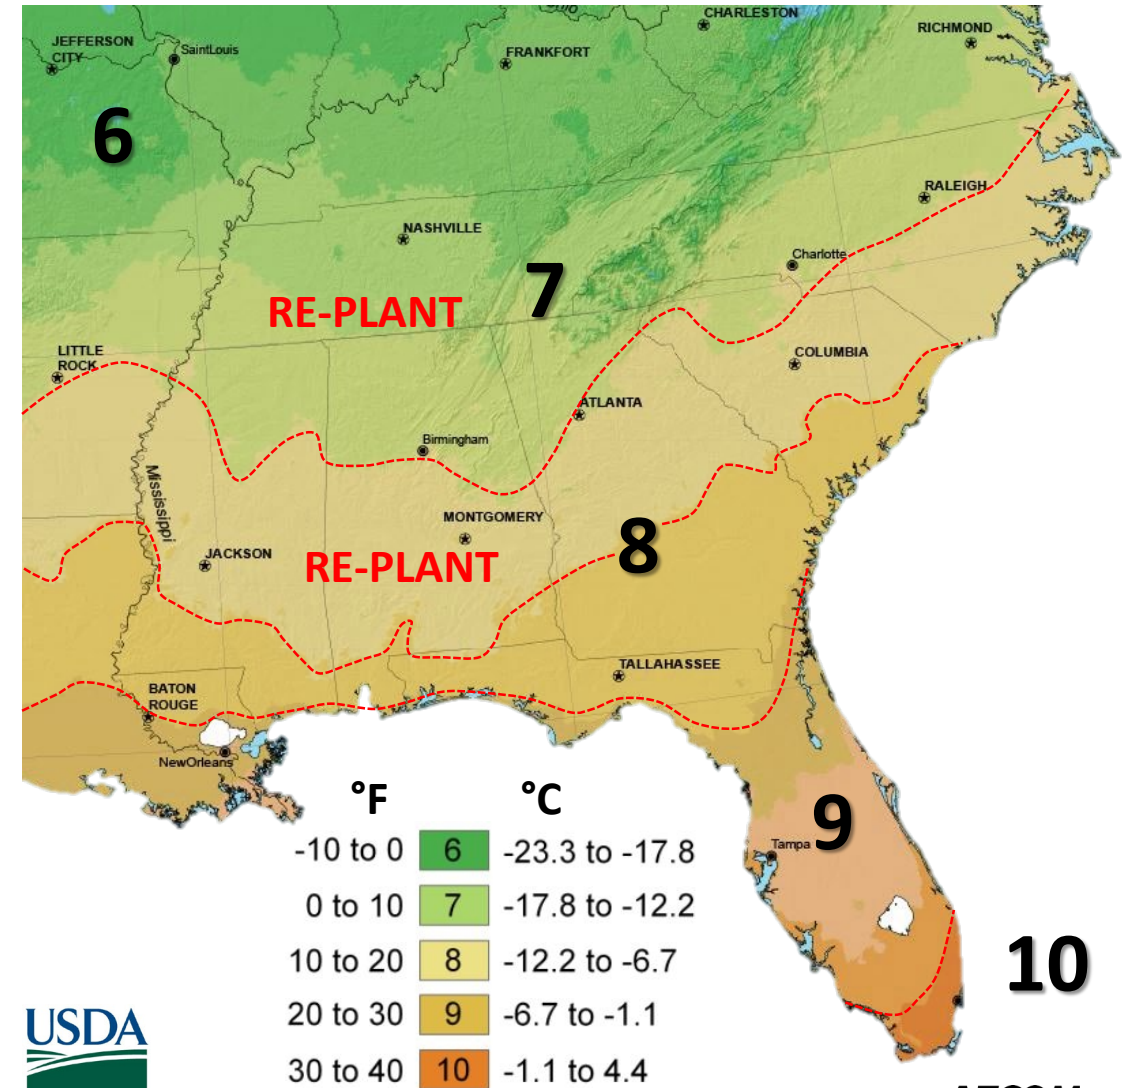 CHARLESTON
JEFFERSON
CITY
SaintLouis
FRANKFORT
RICHMOND
6
RALEIGH
NASHVILLE
Charlotte
7
RE-PLANT
LITTLE
ROCK
COLUMBIA
ATLANTA
Birmingham
Mississippi
MONTGOMERY
8
JACKSON
RE-PLANT
TALLAHASSEE
BATON
ROUGE
NewOrleans
°F °C
9
Tampa
-10 to 0 6 -23.3 to -17.8
0 to 10 7 -17.8 to -12.2
10 to 20 8 -12.2 to -6.7
10
20 to 30 9 -6.7 to -1.1
USDA
30 to 40 10 -1.1 to 4.4